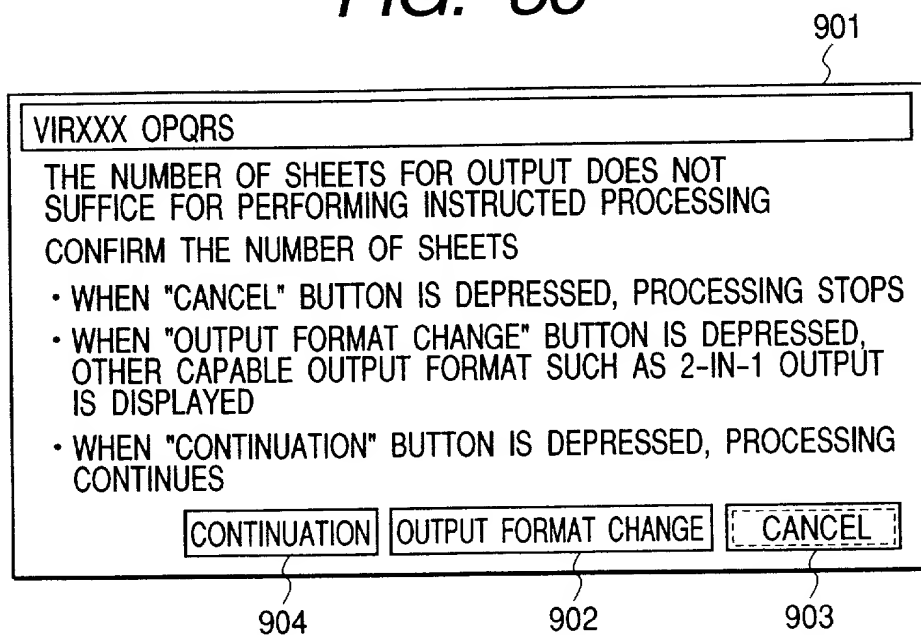 FIG.
901
VIRXXX OPQRS
THE NUMBER OF SHEETS FOR OUTPUT DOES NOT
SUFFICE FOR PERFORMING INSTRUCTED PROCESSING
CONFIRM THE NUMBER OF SHEETS
· WHEN "CANCEL" BUTTON IS DEPRESSED, PROCESSING STOPS
· WHEN "OUTPUT FORMAT CHANGE" BUTTON IS DEPRESSED,
OTHER CAPABLE OUTPUT FORMAT SUCH AS 2-IN-1 OUTPUT
IS DISPLAYED
· WHEN "CONTINUATION" BUTTON IS DEPRESSED, PROCESSING
CONTINUES
CONTINUATION OUTPUT FORMAT CHANGE CANCEL
904 902 903